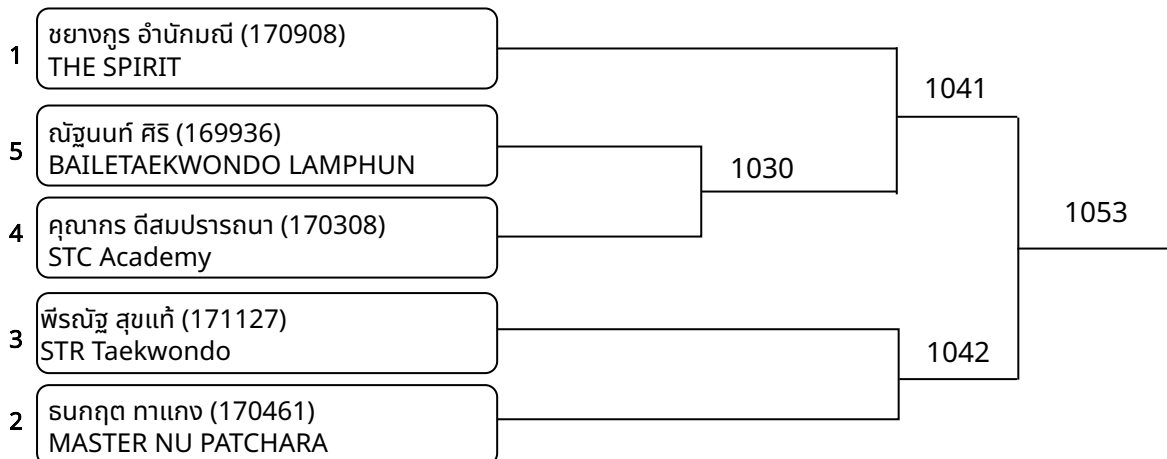 1
ชยางกูร อำนักมณี (170908)
THE SPIRIT
5
ณัฐนนท์ ศิริ (169936)
BAILETAEKWONDO LAMPHUN
4
คุณากร ดีสมปรารถนา (170308)
STC Academy
3
พีรณัฐ สุขแท้ (171127)
STR Taekwondo
2
ธนกฤต ทาแกง (170461)
MASTER NU PATCHARA
1030
1041
1042
1053